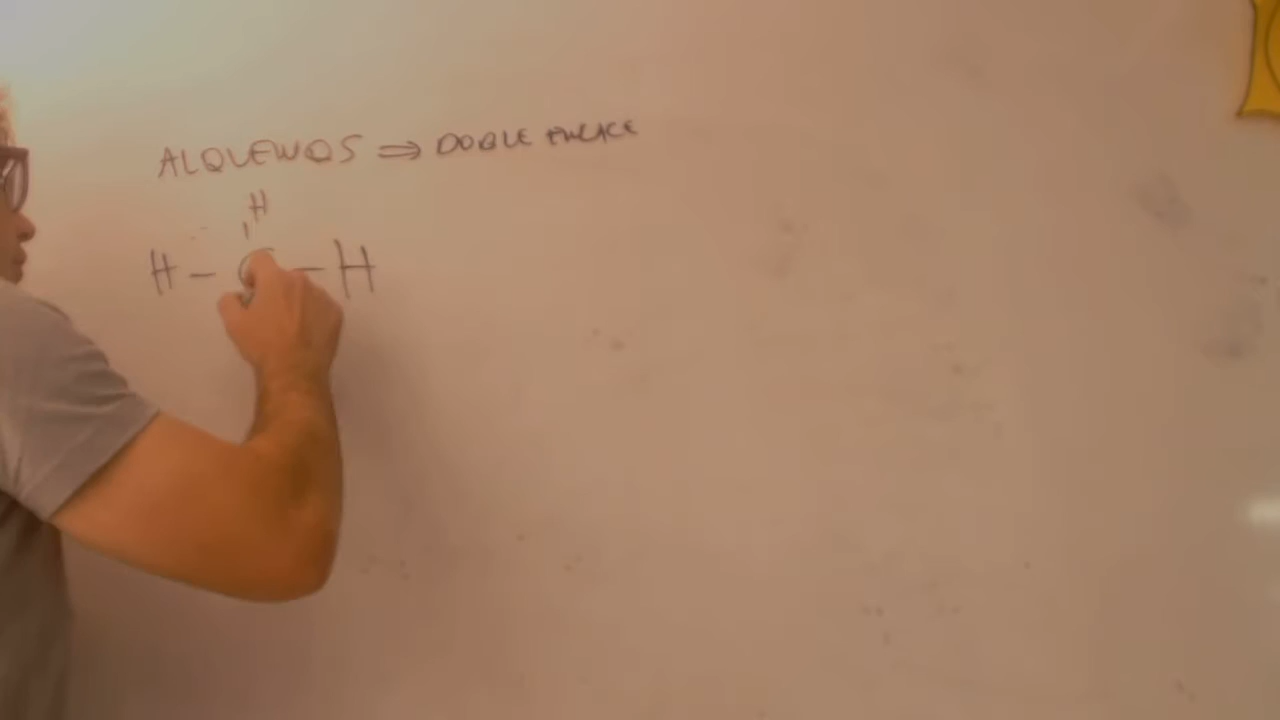 ALQUENOS ⇒ DOBLE ENLACE
H
H - C - H